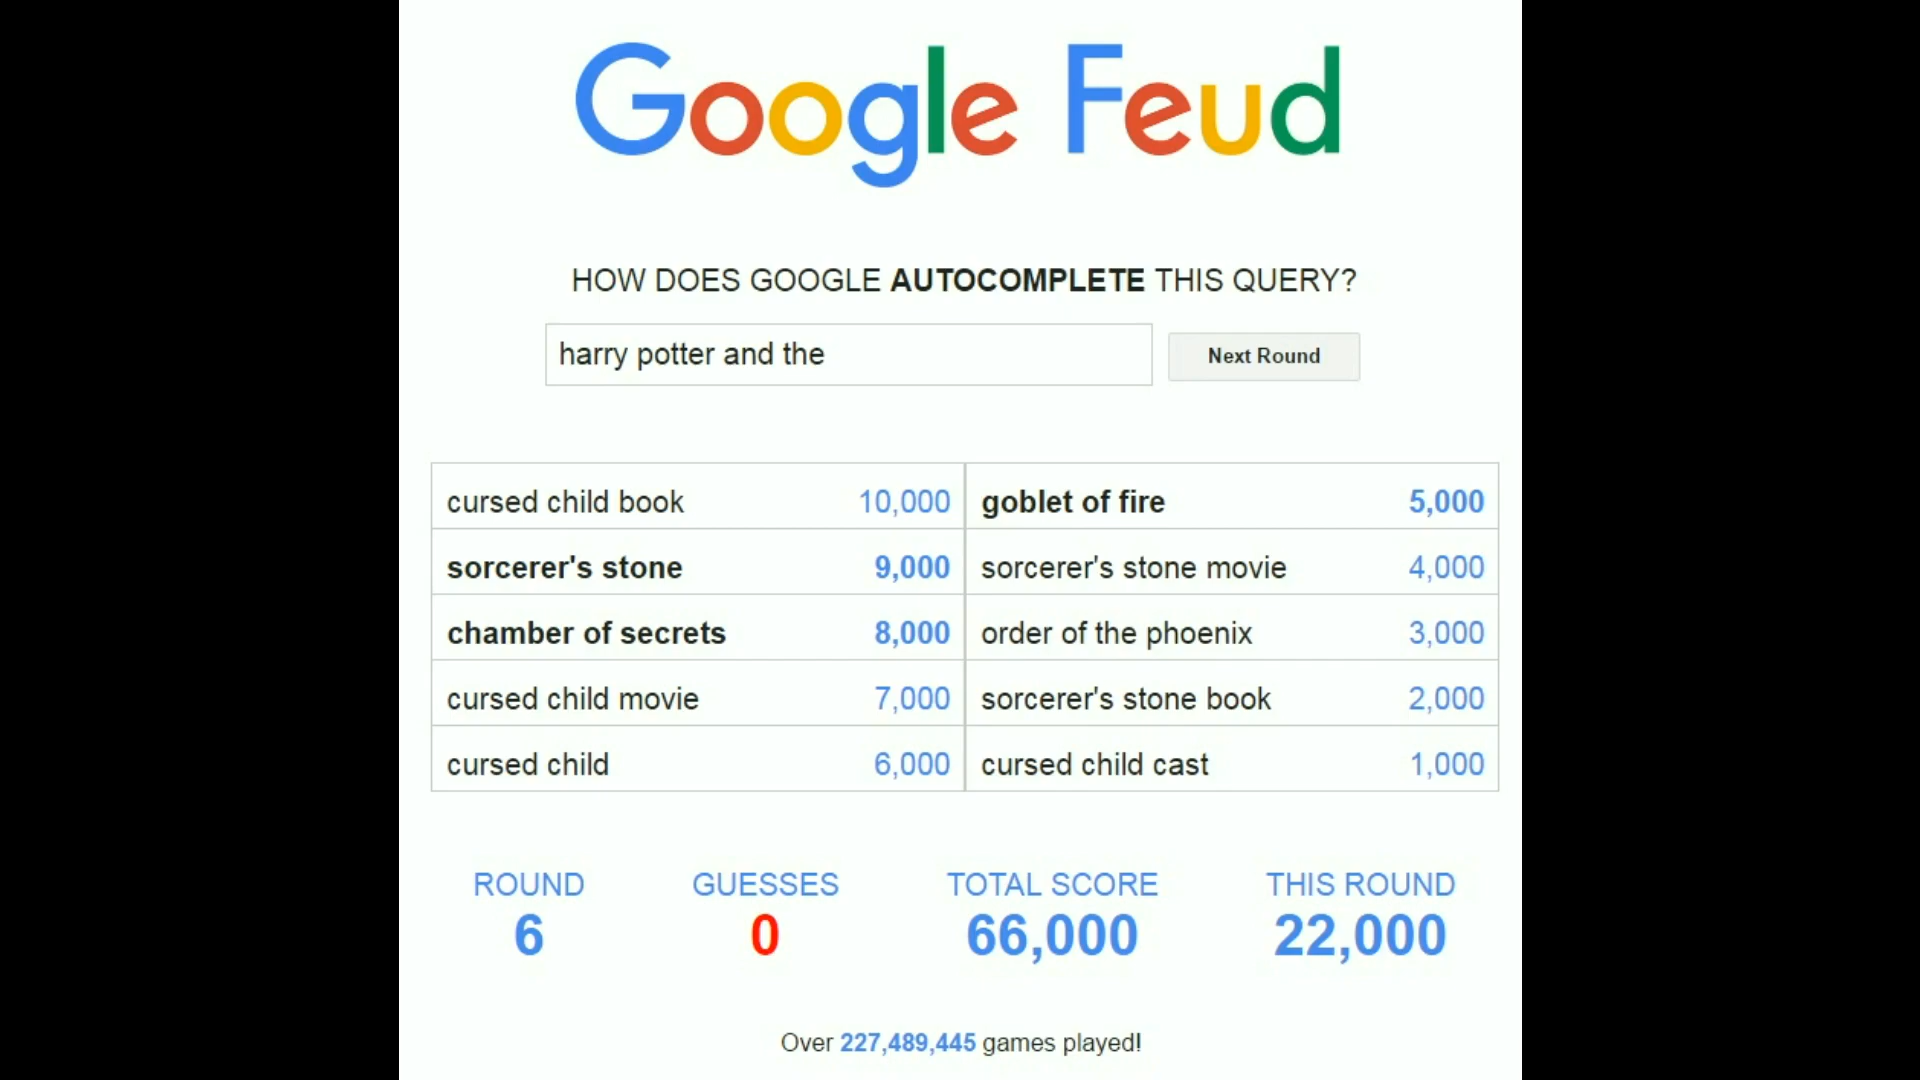 Google Feud
HOW DOES GOOGLE AUTOCOMPLETE THIS QUERY?
harry potter and the
Next Round
cursed child book 10,000 goblet of fire 5,000
sorcerer's stone 9,000 sorcerer's stone movie 4,000
chamber of secrets 8,000 order of the phoenix 3,000
cursed child movie 7,000 sorcerer's stone book 2,000
cursed child 6,000 cursed child cast 1,000
ROUND GUESSES TOTAL SCORE THIS ROUND
6 0 66,000 22,000
Over 227,489,445 games played!